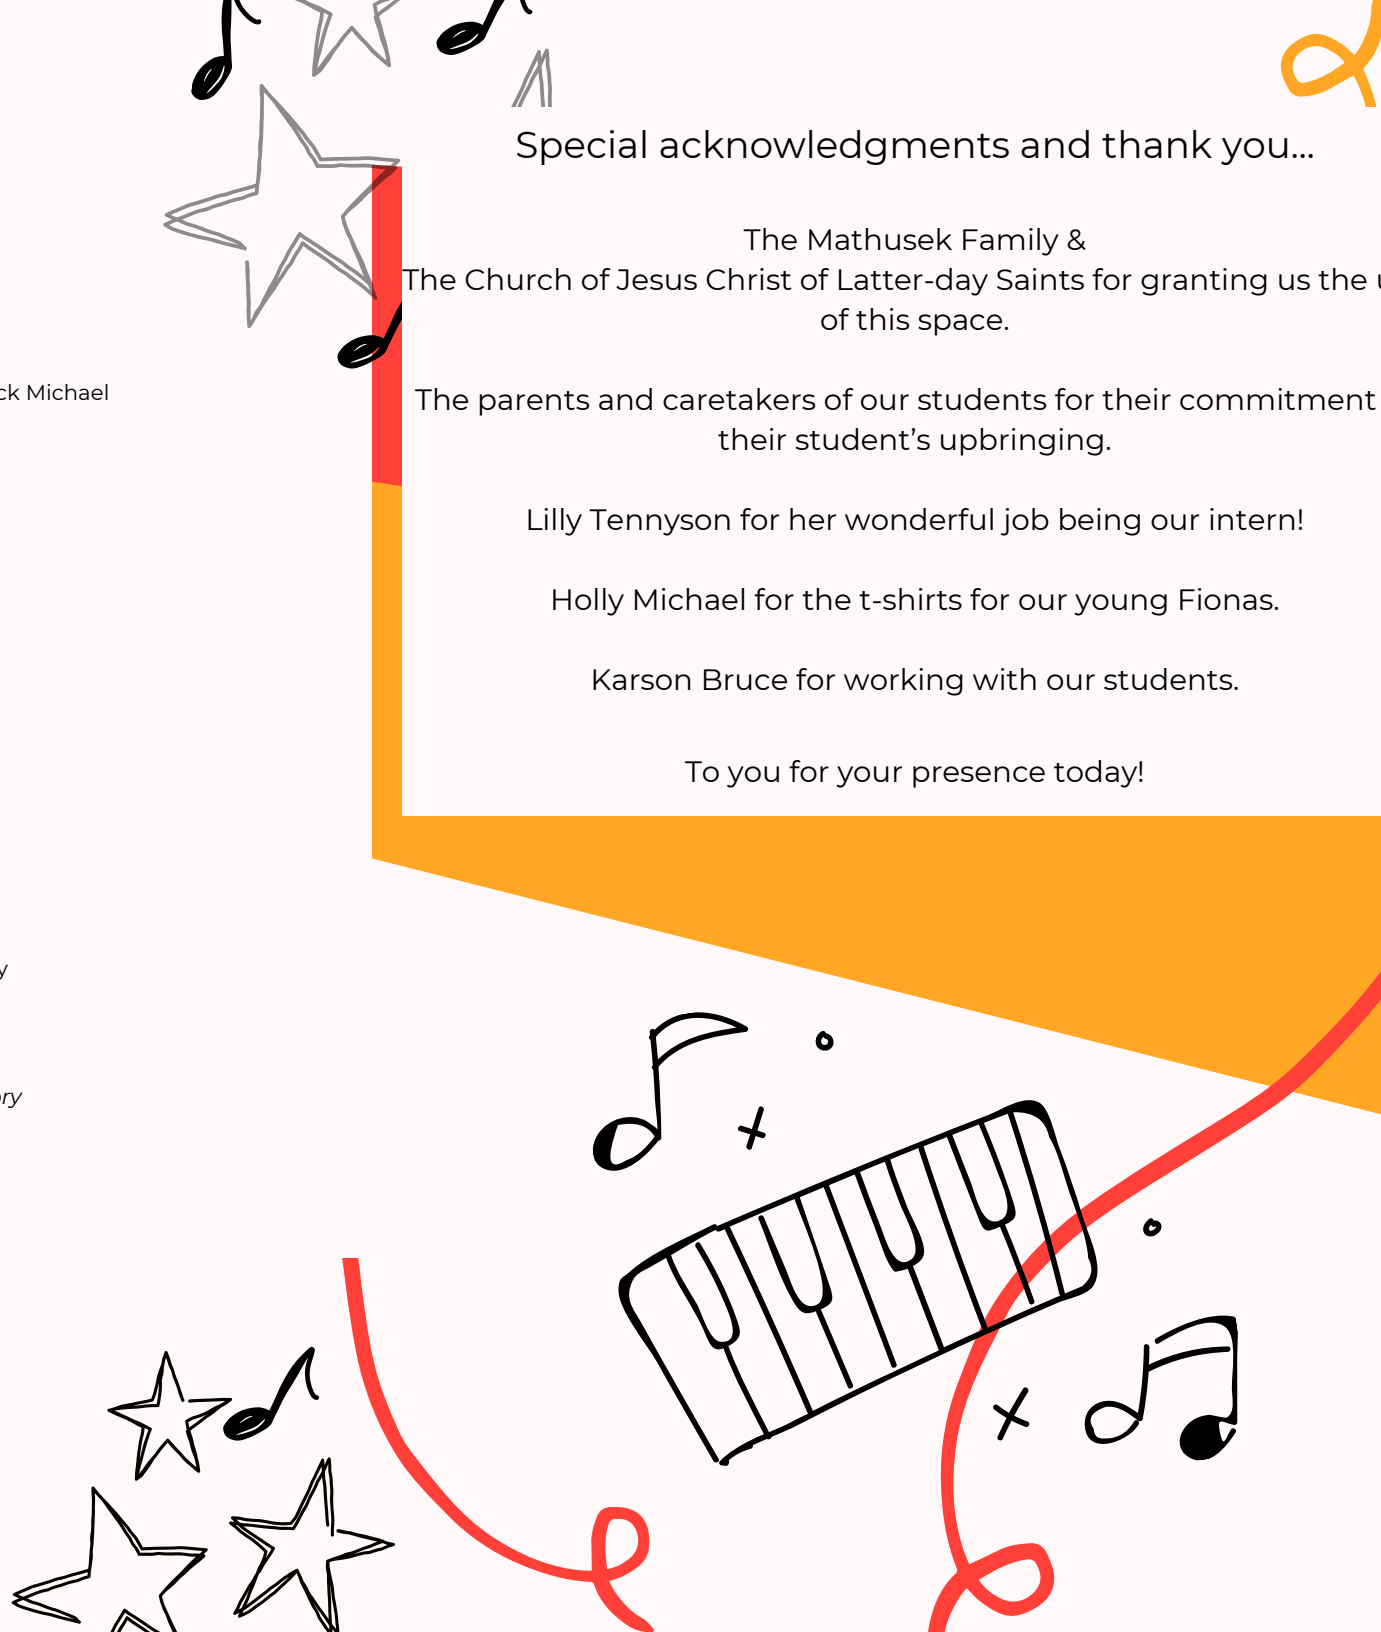 Special acknowledgments and thank you...
The Mathusek Family &
The Church of Jesus Christ of Latter-day Saints for granting us the
of this space.
The parents and caretakers of our students for their commitment
their student’s upbringing.
Lilly Tennyson for her wonderful job being our intern!
Holly Michael for the t-shirts for our young Fionas.
Karson Bruce for working with our students.
To you for your presence today!
Michael